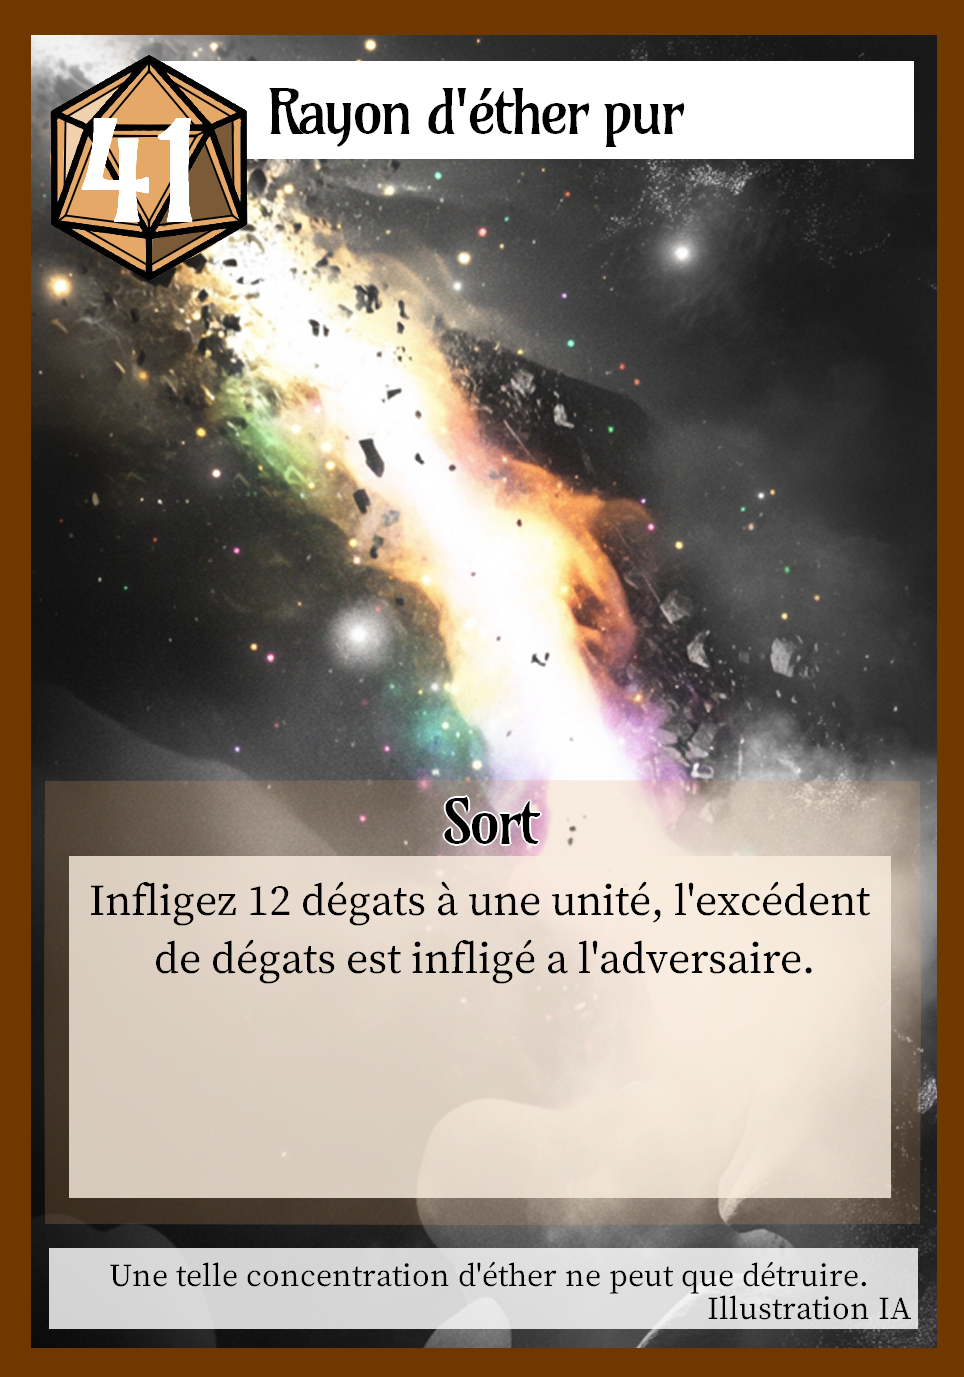 41
Rayon d'éther pur
Sort
Infligez 12 dégats à une unité, l'excédent
de dégats est infligé a l'adversaire.
Une telle concentration d'éther ne peut que détruire.
Illustration IA